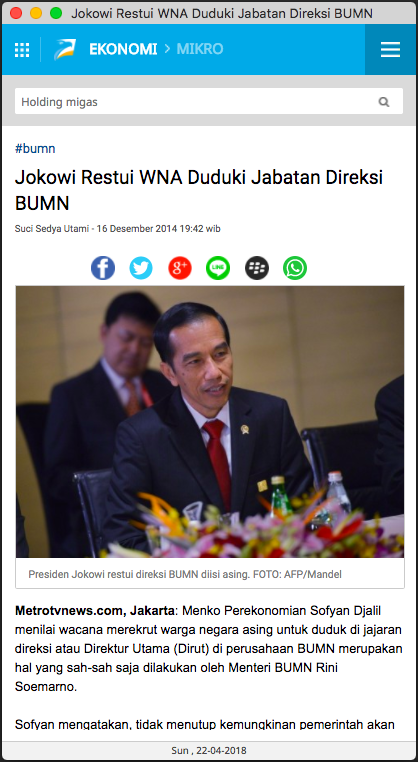 Jokowi Restui WNA Duduki Jabatan Direksi BUMN
EKONOMI > MIKRO
Holding migas
#bumn
Jokowi Restui WNA Duduki Jabatan Direksi
BUMN
Suci Sedya Utami - 16 Desember 2014 19:42 wib
LINE
Presiden Jokowi restui direksi BUMN diisi asing. FOTO: AFP/Mandel
Metrotvnews.com, Jakarta: Menko Perekonomian Sofyan Djalil
menilai wacana merekrut warga negara asing untuk duduk di jajaran
direksi atau Direktur Utama (Dirut) di perusahaan BUMN merupakan
hal yang sah-sah saja dilakukan oleh Menteri BUMN Rini
Soemarno.
Sofyan mengatakan, tidak menutup kemungkinan pemerintah akan
Sun , 22-04-2018